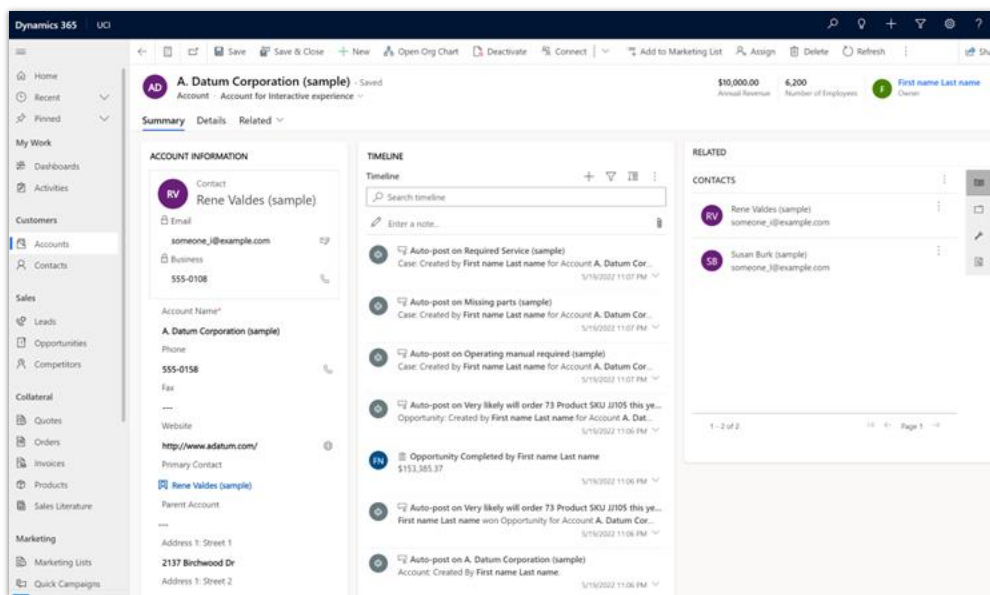 Dynamics 365 UCI
Save Save & Close New Open Org Chart Deactivate Connect Add to Marketing List Assign Delete Refresh
Home
Recent
Pinned
My Work
Dashboards
Activities
Customers
Accounts
Contacts
Sales
Leads
Opportunities
Competitors
Collateral
Quotes
Orders
Invoices
Products
Sales Literature
Marketing
Marketing Lists
Quick Campaigns
AD
A. Datum Corporation (sample) - Saved
Account · Account for Interactive experience
$10,000.00
Annual Revenue
6,200
Number of Employees
F
First name Last name
Owner
Summary Details Related
ACCOUNT INFORMATION
RV
Contact
Rene Valdes (sample)
Email
someone_i@example.com
Business
555-0108
Account Name*
A. Datum Corporation (sample)
Phone
555-0158
Fax
---
Website
http://www.adatum.com/
Primary Contact
Rene Valdes (sample)
Parent Account
---
Address 1: Street 1
2137 Birchwood Dr
Address 1: Street 2
TIMELINE
Timeline
Search timeline
Enter a note...
Auto-post on Required Service (sample)
Case: Created by First name Last name for Account A. Datum Cor...
5/19/2022 11:07 PM
Auto-post on Missing parts (sample)
Case: Created by First name Last name for Account A. Datum Cor...
5/19/2022 11:07 PM
Auto-post on Operating manual required (sample)
Case: Created by First name Last name for Account A. Datum Cor...
5/19/2022 11:07 PM
Auto-post on Very likely will order 73 Product SKU JJ105 this ye...
Opportunity: Created by First name Last name for Account A. Dat...
5/19/2022 11:06 PM
FN
Opportunity Completed by First name Last name
$153,385.37
5/19/2022 11:06 PM
Auto-post on Very likely will order 73 Product SKU JJ105 this ye...
First name Last name won Opportunity for Account A. Datum Cor...
5/19/2022 11:06 PM
Auto-post on A. Datum Corporation (sample)
Account: Created By First name Last name.
5/19/2022 11:06 PM
RELATED
CONTACTS
RV
Rene Valdes (sample)
someone_i@example.com
SB
Susan Burk (sample)
someone_l@example.com
1 - 2 of 2
Page 1